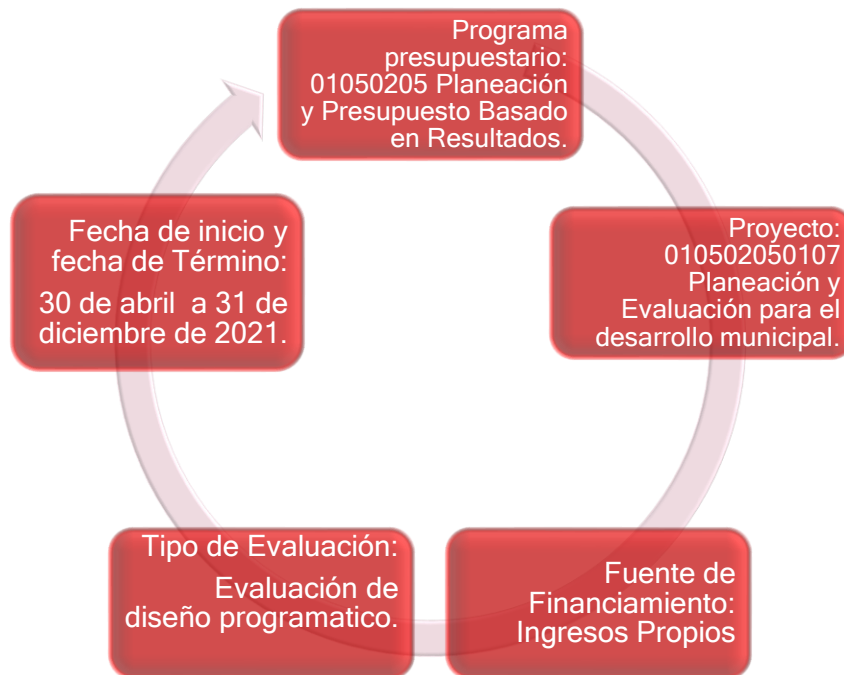 Programa
presupuestario:
01050205 Planeación
y Presupuesto Basado
en Resultados.
Proyecto:
010502050107
Planeación y
Evaluación para el
desarrollo municipal.
Fuente de
Financiamiento:
Ingresos Propios
Tipo de Evaluación:
Evaluación de
diseño programatico.
Fecha de inicio y
fecha de Término:
30 de abril  a 31 de
diciembre de 2021.